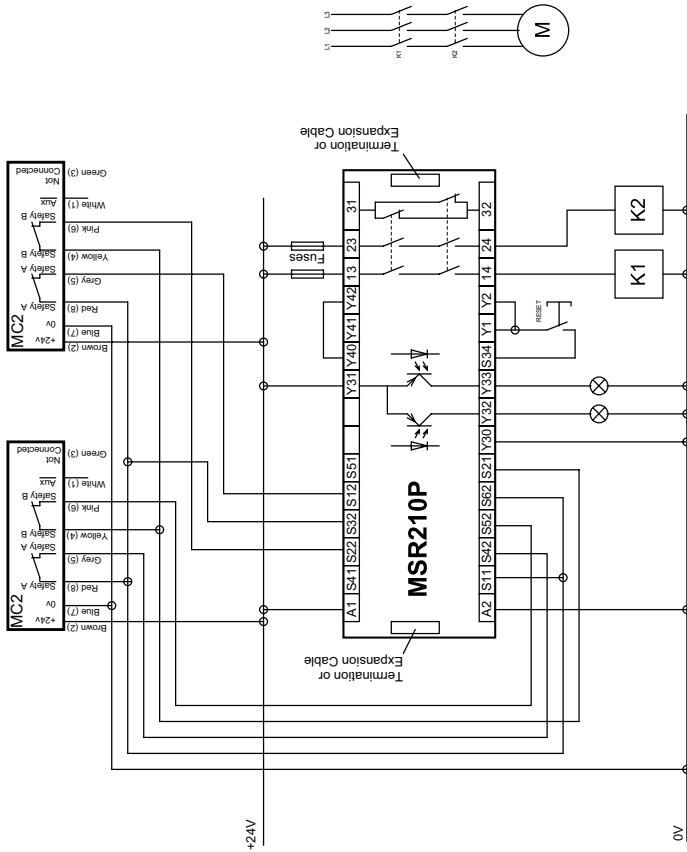 L3
L2
L1
K1
K2
M
MC2
+24v
0v
Safety A
Safety A
Safety B
Safety B
Aux
Not
Connected
Brown (2)
Blue (7)
Red (8)
Grey (5)
Yellow (4)
Pink (6)
White (1)
Green (3)
MC2
+24v
0v
Safety A
Safety A
Safety B
Safety B
Aux
Not
Connected
Brown (2)
Blue (7)
Red (8)
Grey (5)
Yellow (4)
Pink (6)
White (1)
Green (3)
Termination or
Expansion Cable
Fuses
A1 S41 S22 S32 S12 S51 Y31 Y40 Y41 Y42 13 23 31
MSR210P
A2 S11 S42 S52 S62 S21 Y30 Y32 Y33 S34 Y1 Y2 14 24 32
Termination or
Expansion Cable
RESET
K1
K2
+24V
0V